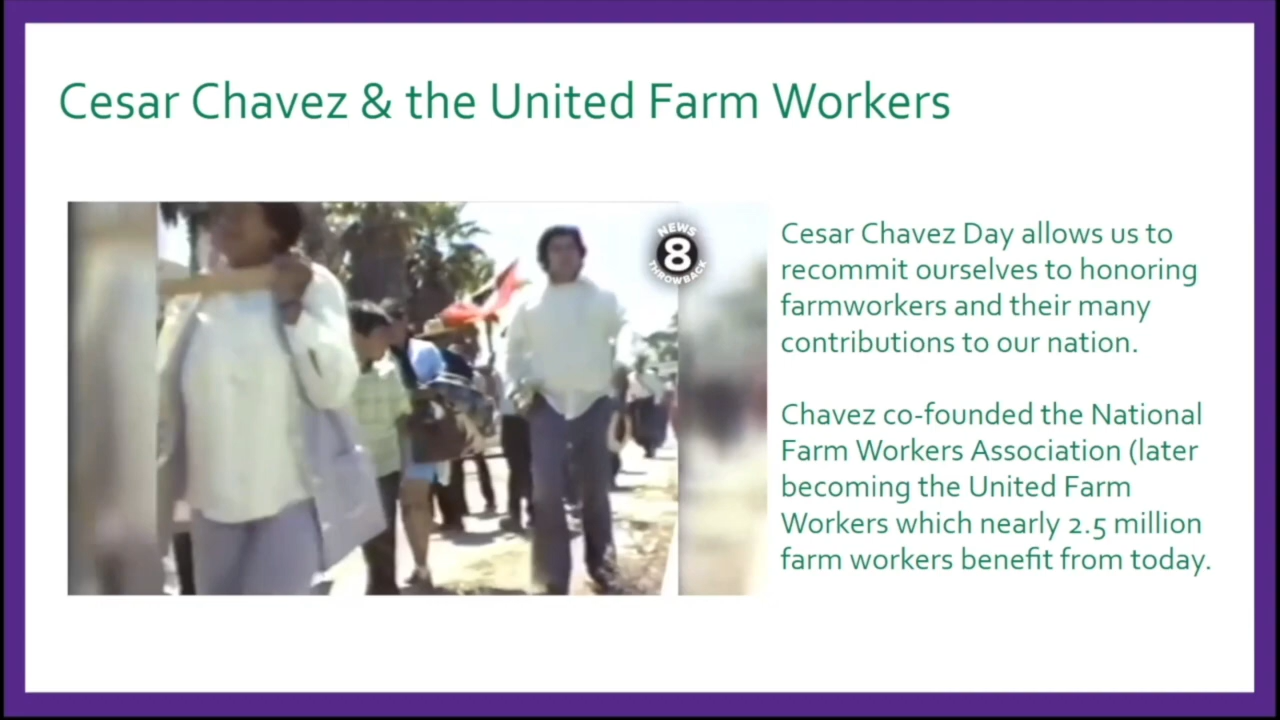 Cesar Chavez & the United Farm Workers
NEWS
8
THROWBACK
Cesar Chavez Day allows us to
recommit ourselves to honoring
farmworkers and their many
contributions to our nation.
Chavez co-founded the National
Farm Workers Association (later
becoming the United Farm
Workers which nearly 2.5 million
farm workers benefit from today.